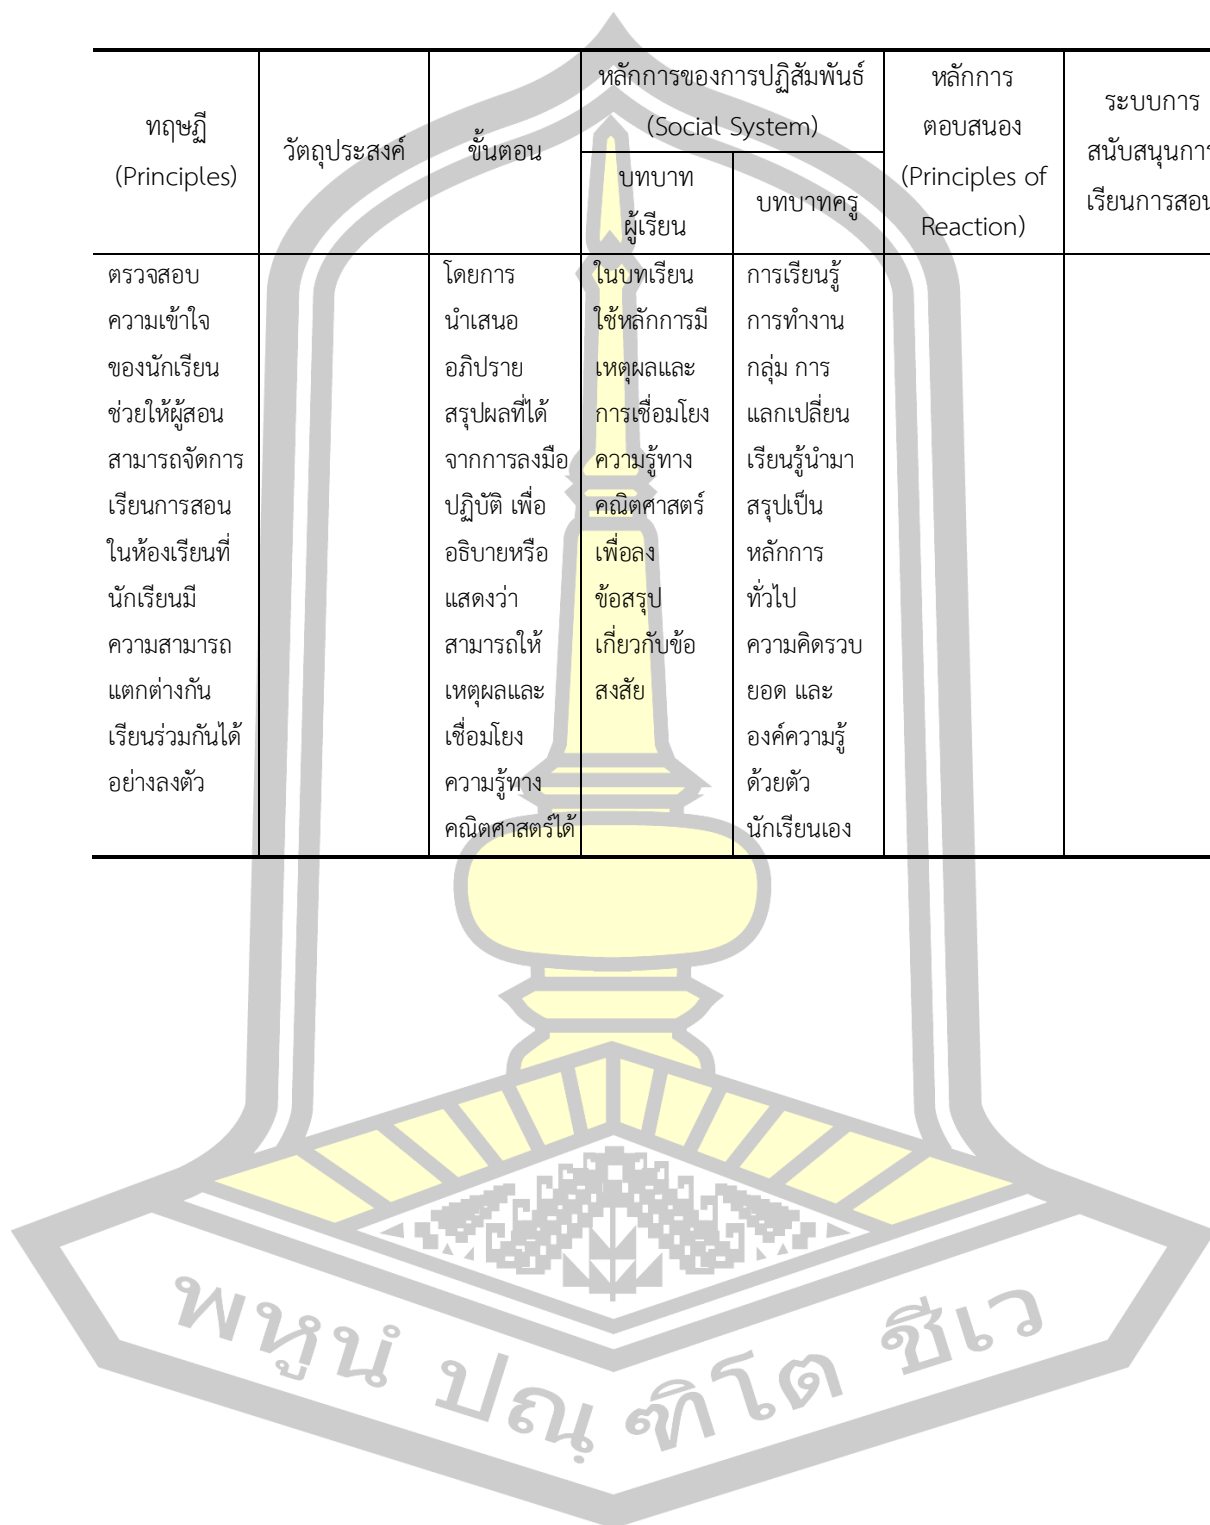 ทฤษฏี
(Principles)
วัตถุประสงค์
ขั้นตอน
หลักการของการปฏิสัมพันธ์
(Social System)
บทบาท
ผู้เรียน
บทบาทครู
หลักการ
ตอบสนอง
(Principles of
Reaction)
ระบบการ
สนับสนุนการ
เรียนการสอน
ตรวจสอบ
ความเข้าใจ
ของนักเรียน
ช่วยให้ผู้สอน
สามารถจัดการ
เรียนการสอน
ในห้องเรียนที่
นักเรียนมี
ความสามารถ
แตกต่างกัน
เรียนร่วมกันได้
อย่างลงตัว
โดยการ
นำเสนอ
อภิปราย
สรุปผลที่ได้
จากการลงมือ
ปฏิบัติ เพื่อ
อธิบายหรือ
แสดงว่า
สามารถให้
เหตุผลและ
เชื่อมโยง
ความรู้ทาง
คณิตศาสตร์ได้
ในบทเรียน
ใช้หลักการมี
เหตุผลและ
การเชื่อมโยง
ความรู้ทาง
คณิตศาสตร์
เพื่อลง
ข้อสรุป
เกี่ยวกับข้อ
สงสัย
การเรียนรู้
การทำงาน
กลุ่ม การ
แลกเปลี่ยน
เรียนรู้นำมา
สรุปเป็น
หลักการ
ทั่วไป
ความคิดรวบ
ยอด และ
องค์ความรู้
ด้วยตัว
นักเรียนเอง
พหูนํ ปณฺ ฑิโต ชีเว